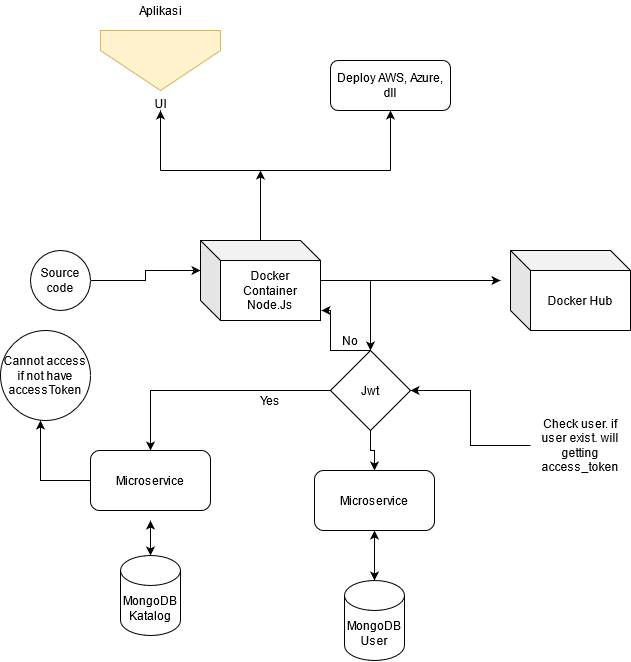 Aplikasi
UI
Deploy AWS, Azure,
dll
Source
code
Docker
Container
Node.Js
Docker Hub
No
Cannot access
if not have
accessToken
Jwt
Yes
Check user. if
user exist. will
getting
access_token
Microservice
Microservice
MongoDB
Katalog
MongoDB
User